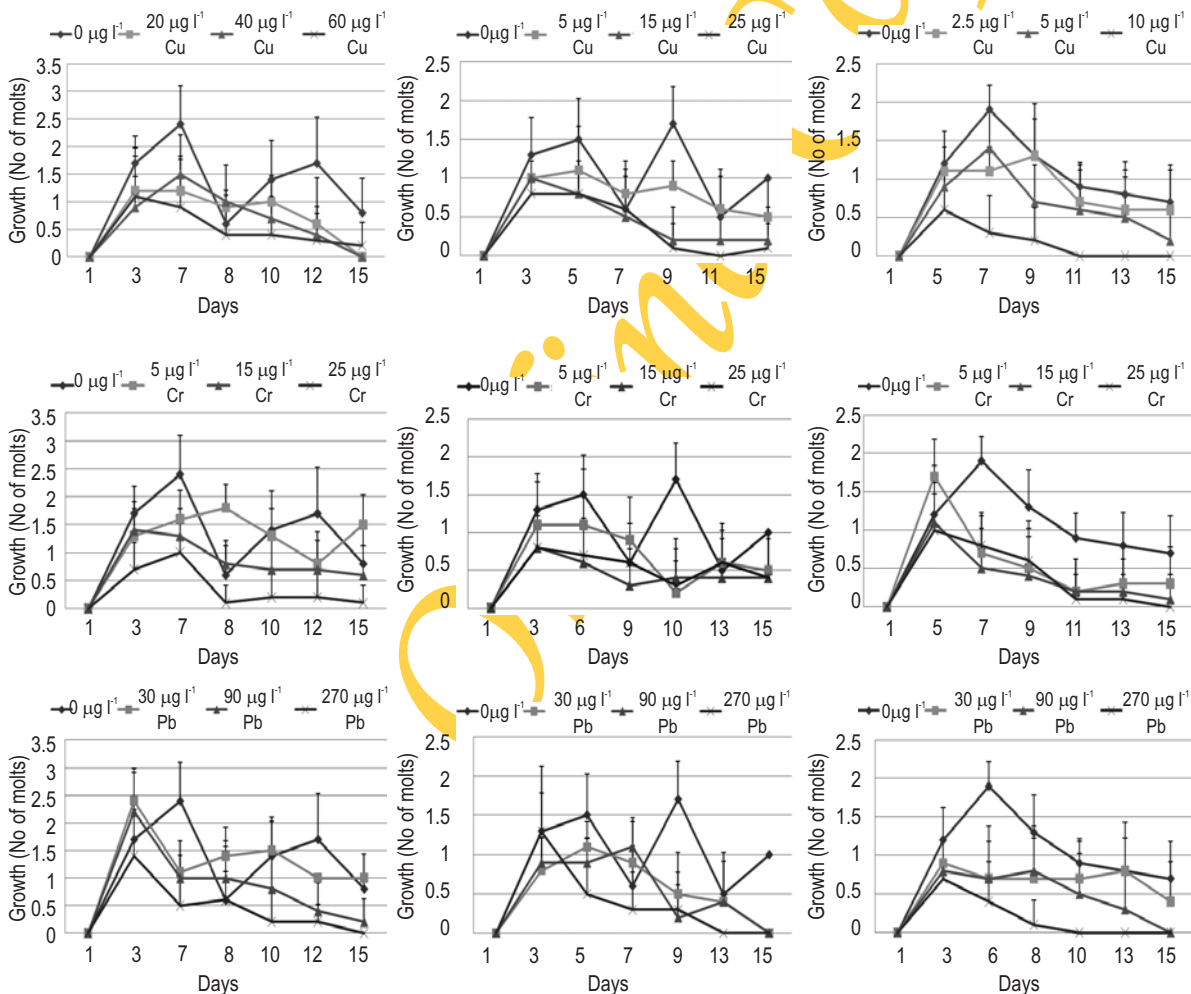 0 µg l-1 20 µg l-1 Cu 40 µg l-1 Cu 60 µg l-1 Cu
3.5
3
2.5
2
1.5
1
0.5
0
Growth (No of molts)
1 3 7 8 10 12 15
Days
0 µg l-1 5 µg l-1 Cu 15 µg l-1 Cu 25 µg l-1 Cu
2.5
2
1.5
1
0.5
0
Growth (No of molts)
1 3 5 7 9 11 15
Days
0 µg l-1 2.5 µg l-1 Cu 5 µg l-1 Cu 10 µg l-1 Cu
2.5
2
1.5
1
0.5
0
Growth (No of molts)
1 5 7 9 11 13 15
Days
0 µg l-1 5 µg l-1 Cr 15 µg l-1 Cr 25 µg l-1 Cr
3.5
3
2.5
2
1.5
1
0.5
0
Growth (No of molts)
1 3 7 8 10 12 15
Days
0µg l-1 5 µg l-1 Cr 15 µg l-1 Cr 25 µg l-1 Cr
2.5
2
1.5
1
0.5
0
Growth (No of molts)
1 3 6 9 10 13 15
Days
0µg l-1 5 µg l-1 Cr 15 µg l-1 Cr 25 µg l-1 Cr
2.5
2
1.5
1
0.5
0
Growth (No of molts)
1 5 7 9 11 13 15
Days
0 µg l-1 30 µg l-1 Pb 90 µg l-1 Pb 270 µg l-1 Pb
3.5
3
2.5
2
1.5
1
0.5
0
Growth (No of molts)
1 3 7 8 10 12 15
Days
0µg l-1 30 µg l-1 Pb 90 µg l-1 Pb 270 µg l-1 Pb
2.5
2
1.5
1
0.5
0
Growth (No of molts)
1 3 5 7 9 13 15
Days
0µg l-1 30 µg l-1 Pb 90 µg l-1 Pb 270 µg l-1 Pb
2.5
2
1.5
1
0.5
0
Growth (No of molts)
1 3 6 8 10 13 15
Days